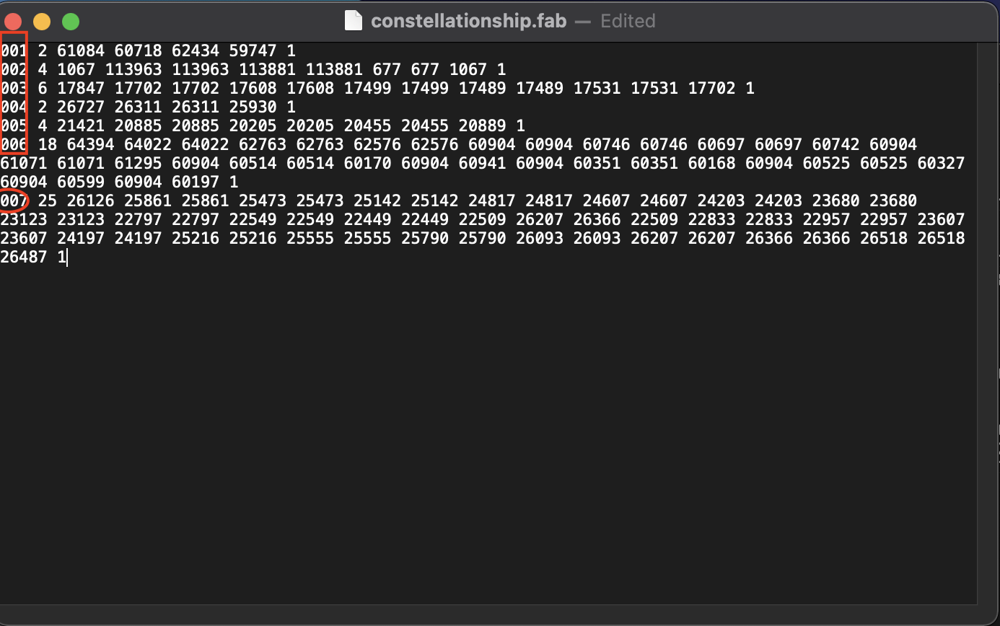 constellationship.fab — Edited
001 2 61084 60718 62434 59747 1
002 4 1067 113963 113963 113881 113881 677 677 1067 1
003 6 17847 17702 17702 17608 17608 17499 17499 17489 17489 17531 17531 17702 1
004 2 26727 26311 26311 25930 1
005 4 21421 20885 20885 20205 20205 20455 20455 20889 1
006 18 64394 64022 64022 62763 62763 62576 62576 60904 60904 60746 60746 60697 60697 60742 60904
61071 61071 61295 60904 60514 60514 60170 60904 60941 60904 60351 60351 60168 60904 60525 60525 60327
60904 60599 60904 60197 1
007 25 26126 25861 25861 25473 25473 25142 25142 24817 24817 24607 24607 24203 24203 23680 23680
23123 23123 22797 22797 22549 22549 22449 22449 22509 26207 26366 22509 22833 22833 22957 22957 23607
23607 24197 24197 25216 25216 25555 25555 25790 25790 26093 26093 26207 26207 26366 26366 26518 26518
26487 1